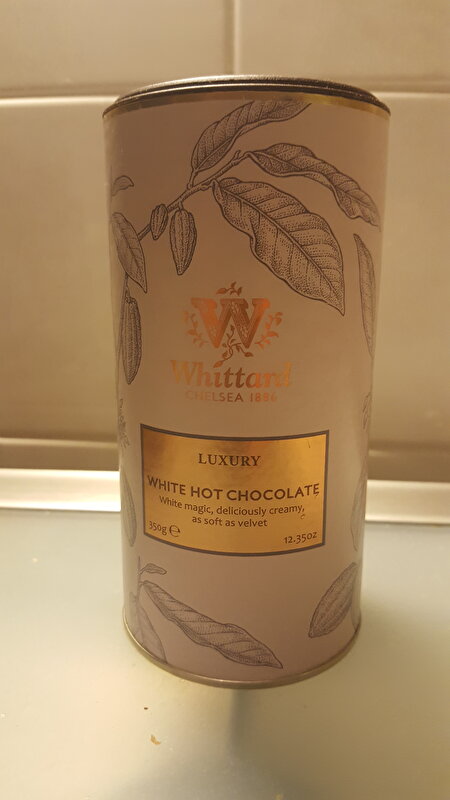 W
Whittard
CHELSEA 1886
LUXURY
WHITE HOT CHOCOLATE
White magic, deliciously creamy,
as soft as velvet
350g ℮
12.35oz